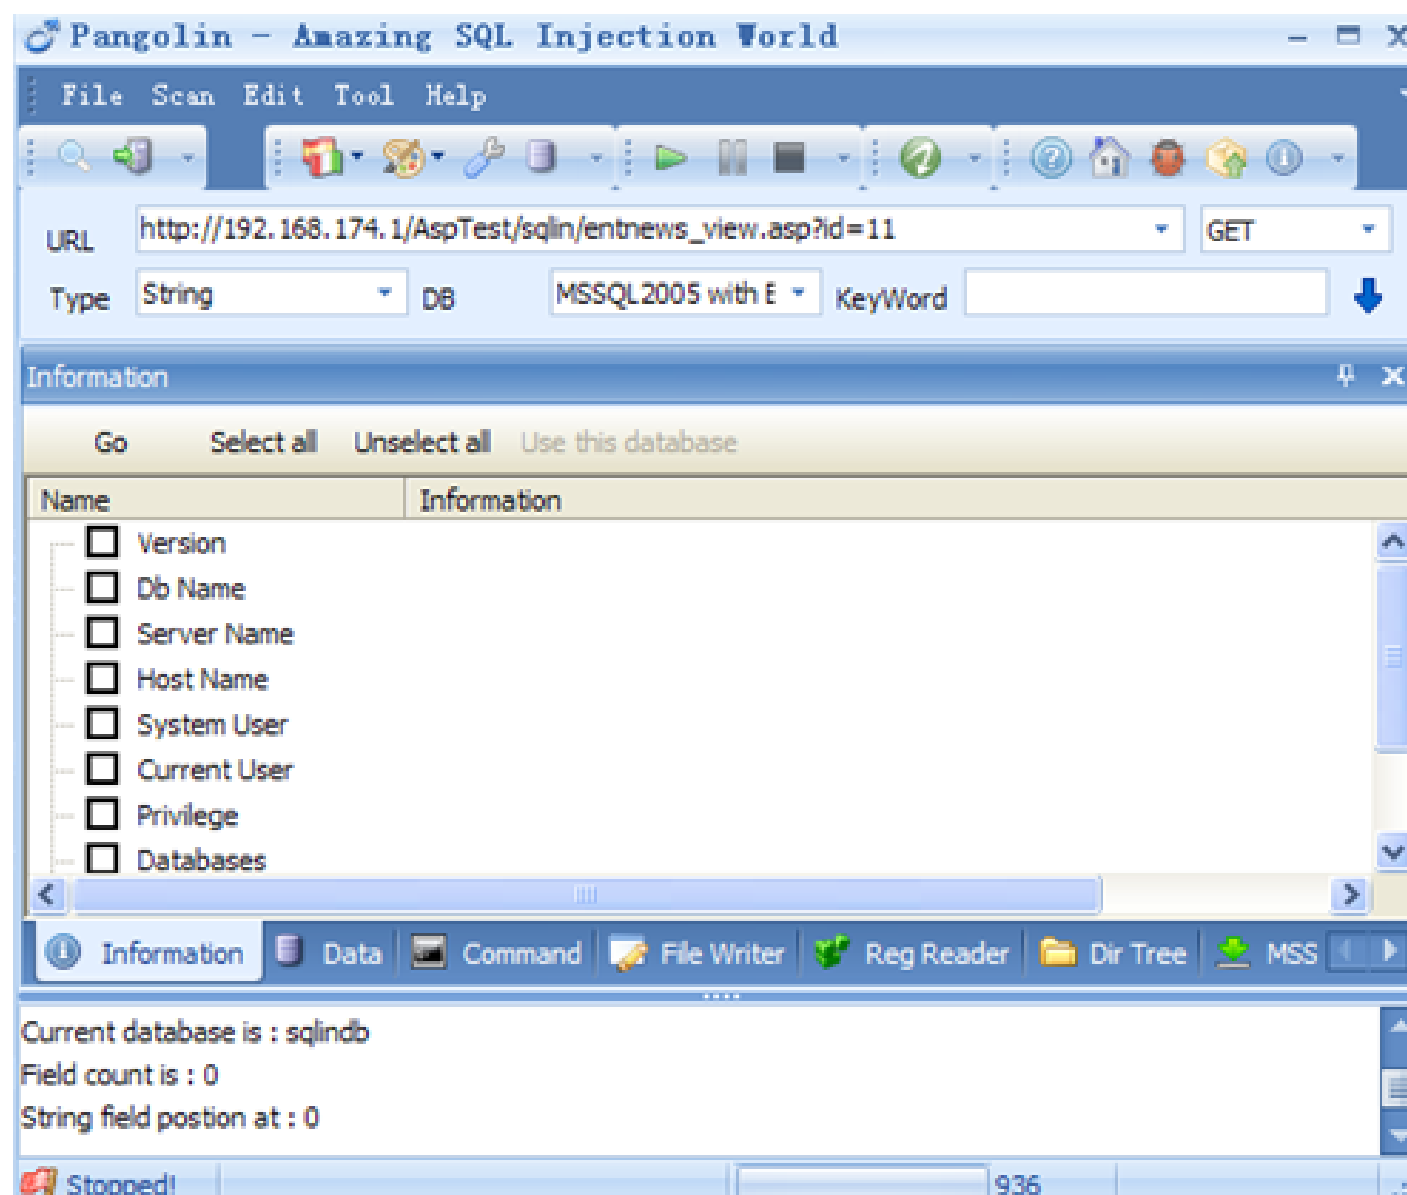 Pangolin - Amazing SQL Injection World
File Scan Edit Tool Help
URL http://192.168.174.1/AspTest/sqlin/entnews_view.asp?id=11 GET
Type String DB MSSQL2005 with E KeyWord
Information
Go Select all Unselect all Use this database
Name Information
Version
Db Name
Server Name
Host Name
System User
Current User
Privilege
Databases
Information Data Command File Writer Reg Reader Dir Tree MSS
Current database is : sqlindb
Field count is : 0
String field postion at : 0
Stopped! 936